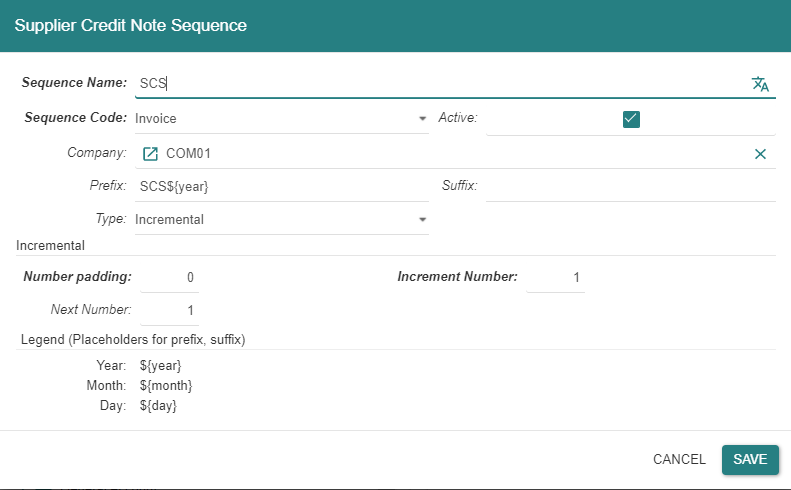 Supplier Credit Note Sequence
Sequence Name: SCS
Sequence Code: Invoice Active:
Company: COM01
Prefix: SCS${year} Suffix:
Type: Incremental
Incremental
Number padding: 0 Increment Number: 1
Next Number: 1
Legend (Placeholders for prefix, suffix)
Year: ${year}
Month: ${month}
Day: ${day}
CANCEL SAVE